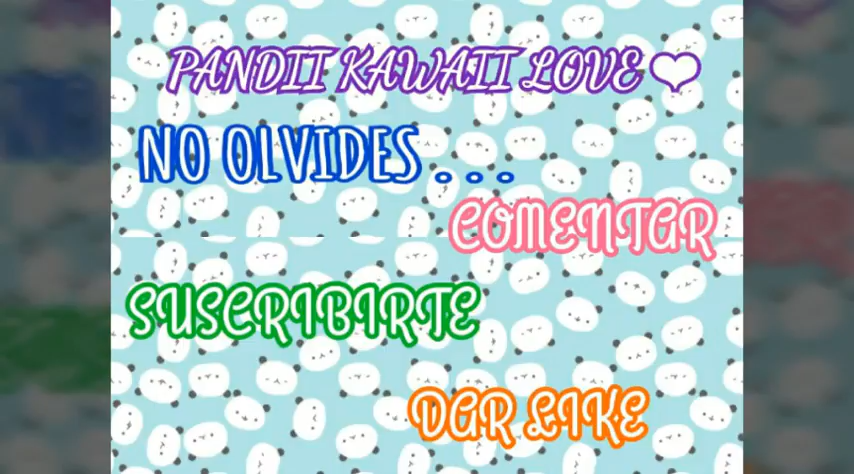 PANDII KAWAII LOVE ❤
NO OLVIDES . . .
COMENTAR
SUSCRIBIRTE
DAR LIKE